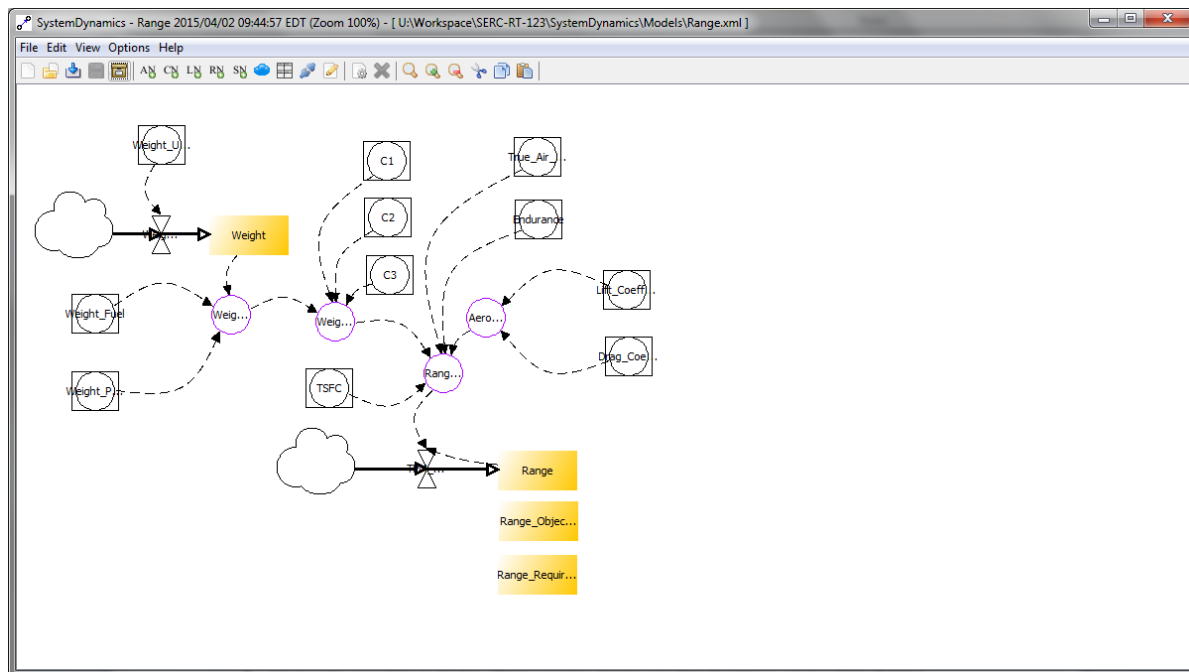 SystemDynamics - Range 2015/04/02 09:44:57 EDT (Zoom 100%) - [ U:\Workspace\SERC-RT-123\SystemDynamics\Models\Range.xml ]
File Edit View Options Help
AN CN LN RN SN
Weight_U...
C1
True_Air_...
C2
Endurance
Weight
C3
Lift_Coeff...
Weight_Fuel
Weig...
Weig...
Aero...
Drag_Coe...
Rang...
Weight_P...
TSFC
Range
Range_Objec...
Range_Requir...